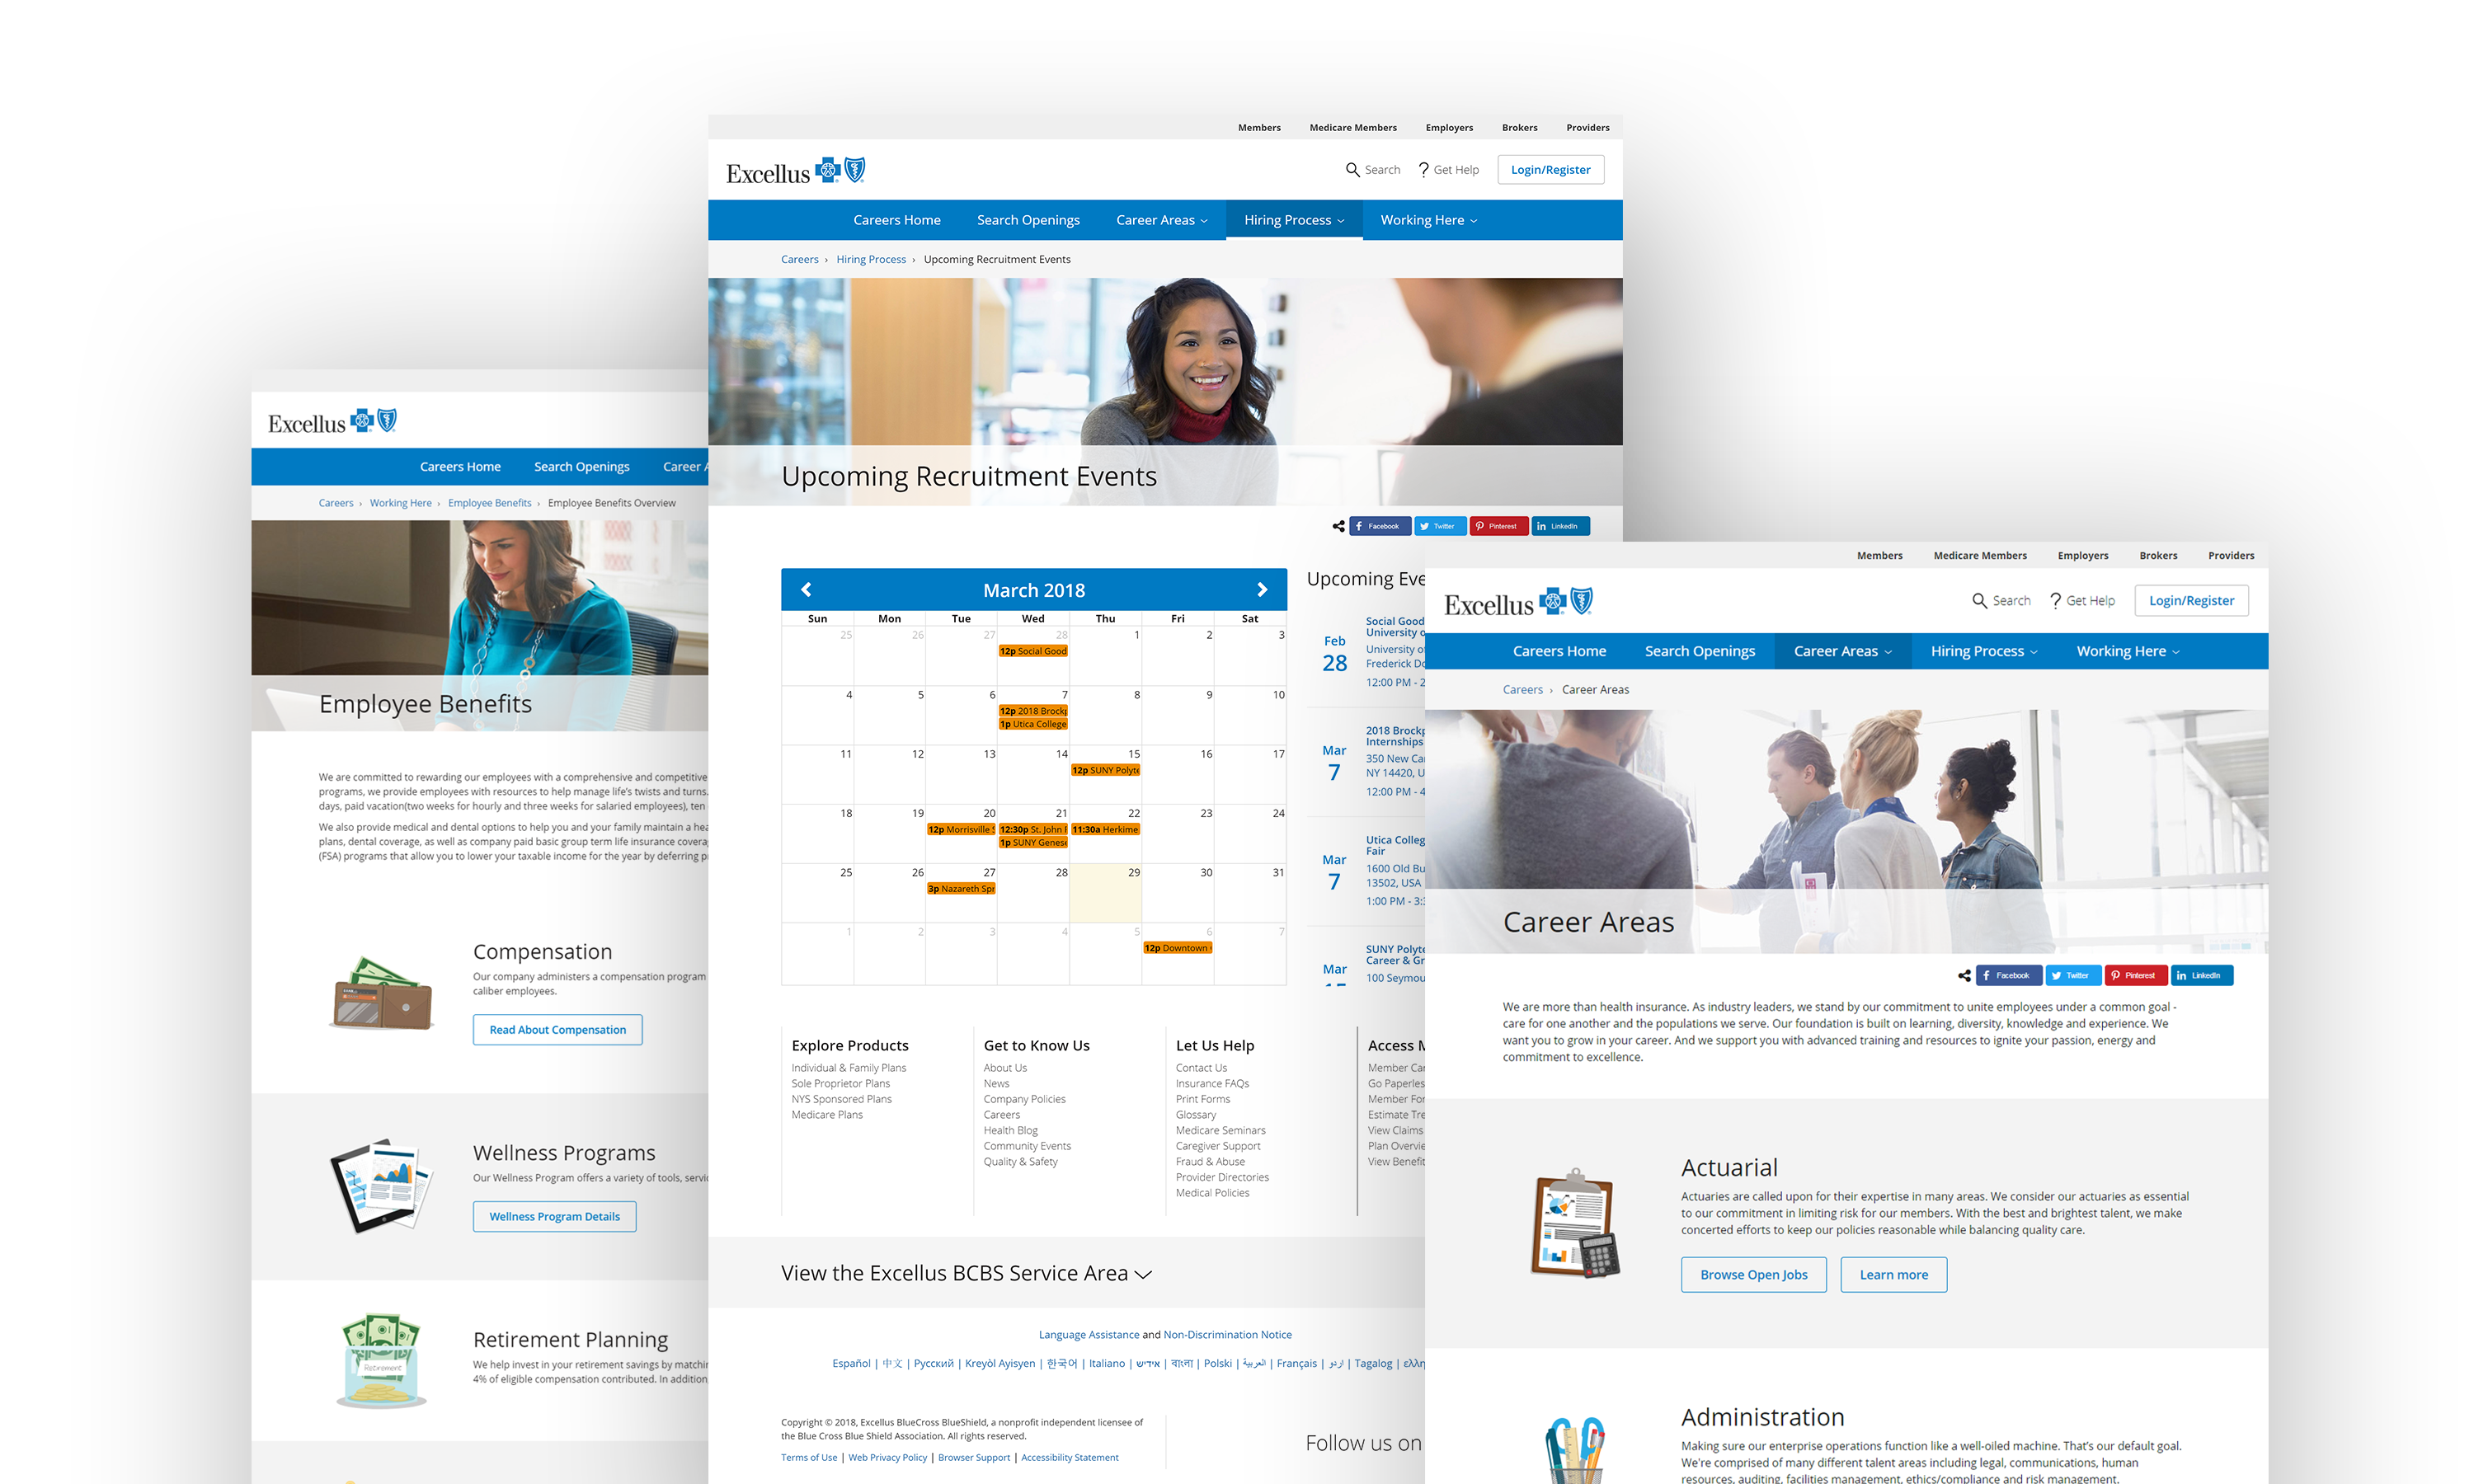 Excellus
Careers Home Search Openings
Careers › Working Here › Employee Benefits › Employee Benefits Overview
Employee Benefits
We are committed to rewarding our employees with a comprehensive and competitive
programs, we provide employees with resources to help manage life's twists and turns.
days, paid vacation(two weeks for hourly and three weeks for salaried employees), ten
We also provide medical and dental options to help you and your family maintain a
plans, dental coverage, as well as company paid basic group term life insurance
(FSA) programs that allow you to lower your taxable income for the year by deferring
Compensation
Our company administers a compensation program
caliber employees.
Read About Compensation
Wellness Programs
Our Wellness Program offers a variety of tools,
Wellness Program Details
Retirement
Retirement Planning
We help invest in your retirement savings by
4% of eligible compensation contributed. In addition,
Members Medicare Members Employers Brokers Providers
Excellus
Search ? Get Help Login/Register
Careers Home Search Openings Career Areas Hiring Process Working Here
Careers › Hiring Process › Upcoming Recruitment Events
Upcoming Recruitment Events
Facebook Twitter Pinterest LinkedIn
March 2018
Sun Mon Tue Wed Thu Fri Sat
25 26 27 28 1 2 3
12p Social Good
4 5 6 7 8 9 10
12p 2018
1p Utica College
11 12 13 14 15 16 17
12p SUNY
18 19 20 21 22 23 24
12p Morrisville 12:30p St. John 11:30a
1p SUNY
25 26 27 28 29 30 31
3p Nazareth
1 2 3 4 5 6 7
12p Downtown
Upcoming
Feb
28
Social Good
University
University of
Frederick
12:00 PM -
Mar
7
2018
Internships
350 New
NY 14420,
12:00 PM -
Mar
7
Utica
Fair
1600 Old
13502, USA
1:00 PM -
Mar
SUNY
Career &
100
Explore Products
Individual & Family Plans
Sole Proprietor Plans
NYS Sponsored Plans
Medicare Plans
Get to Know Us
About Us
News
Company Policies
Careers
Health Blog
Community Events
Quality & Safety
Let Us Help
Contact Us
Insurance FAQs
Print Forms
Glossary
Medicare Seminars
Caregiver Support
Fraud & Abuse
Provider Directories
Medical Policies
Access
Member
Go
Member
Estimate
View Claims
Plan
View
View the Excellus BCBS Service Area
Language Assistance and Non-Discrimination Notice
Español | 中文 | Русский | Kreyòl Ayisyen | 한국어 | Italiano | אידיש | বাংলা | Polski | العربية | Français | اردو | Tagalog |
Copyright © 2018, Excellus BlueCross BlueShield, a nonprofit independent licensee of
the Blue Cross Blue Shield Association. All rights reserved.
Terms of Use | Web Privacy Policy | Browser Support | Accessibility Statement
Follow us on
Members Medicare Members Employers Brokers Providers
Excellus
Search ? Get Help Login/Register
Careers Home Search Openings Career Areas Hiring Process Working Here
Careers › Career Areas
Career Areas
Facebook Twitter Pinterest LinkedIn
We are more than health insurance. As industry leaders, we stand by our commitment to unite employees under a common goal -
care for one another and the populations we serve. Our foundation is built on learning, diversity, knowledge and experience. We
want you to grow in your career. And we support you with advanced training and resources to ignite your passion, energy and
commitment to excellence.
Actuarial
Actuaries are called upon for their expertise in many areas. We consider our actuaries as essential
to our commitment in limiting risk for our members. With the best and brightest talent, we make
concerted efforts to keep our policies reasonable while balancing quality care.
Browse Open Jobs Learn more
Administration
Making sure our enterprise operations function like a well-oiled machine. That's our default goal.
We're comprised of many different talent areas including legal, communications, human
resources, auditing, facilities management, ethics/compliance and risk management.